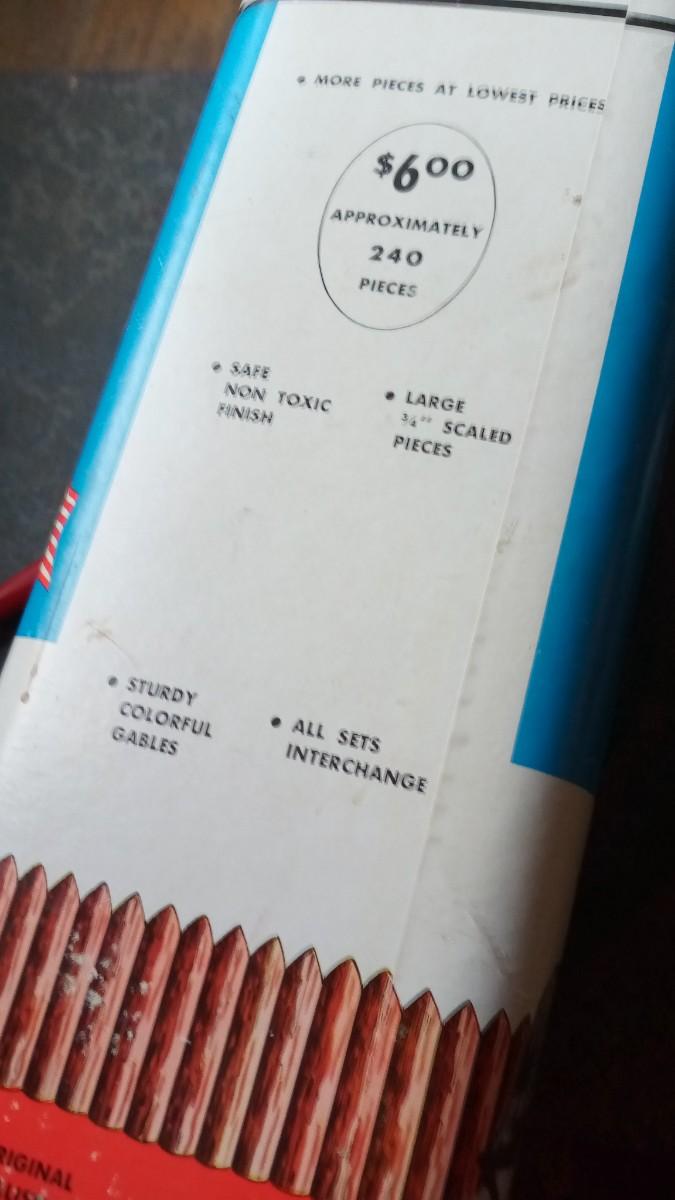 • MORE PIECES AT LOWEST PRICES
$6.00
APPROXIMATELY
240
PIECES
• SAFE
NON TOXIC
FINISH
• LARGE
¾" SCALED
PIECES
• STURDY
COLORFUL
GABLES
• ALL SETS
INTERCHANGE
RIGINAL